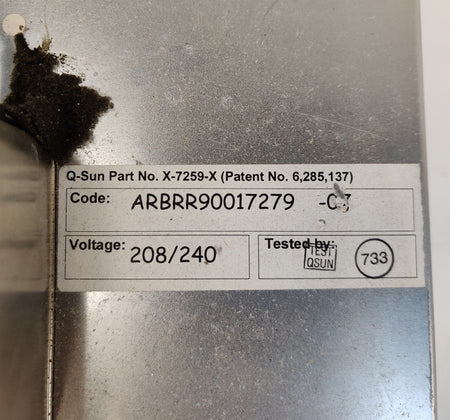 Q-Sun Part No. X-7259-X (Patent No. 6,285,137)
Code: ARBRR90017279
Voltage: 208/240
Tested by: TEST QSUN 733